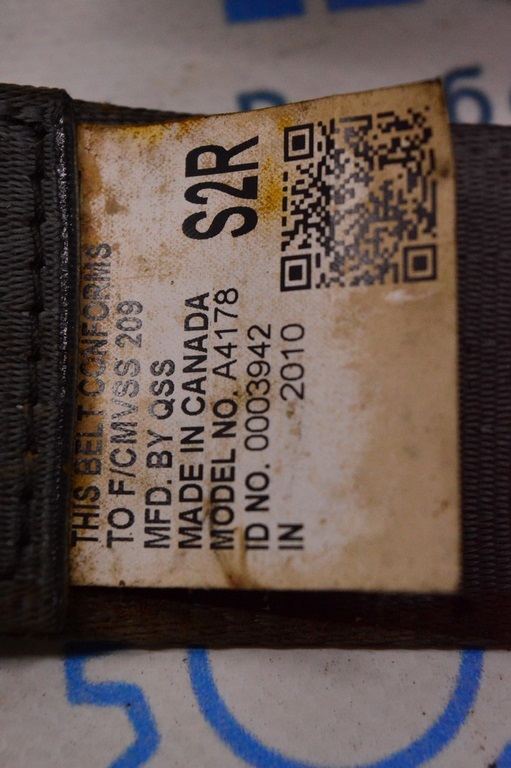 THIS BELT CONFORMS
TO F/CMVSS 209
MFD. BY QSS
MADE IN CANADA
MODEL NO. A4178
ID NO. 0003942
IN 2010
S2R